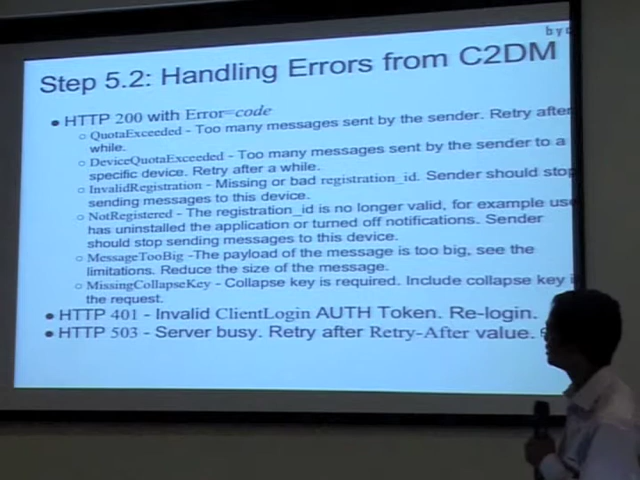 by
Step 5.2: Handling Errors from C2DM
● HTTP 200 with Error=code
○ QuotaExceeded - Too many messages sent by the sender. Retry after
while.
○ DeviceQuotaExceeded - Too many messages sent by the sender to a
specific device. Retry after a while.
○ InvalidRegistration - Missing or bad registration_id. Sender should stop
sending messages to this device.
○ NotRegistered - The registration_id is no longer valid, for example use
has uninstalled the application or turned off notifications. Sender
should stop sending messages to this device.
○ MessageTooBig -The payload of the message is too big, see the
limitations. Reduce the size of the message.
○ MissingCollapseKey - Collapse key is required. Include collapse key
the request.
● HTTP 401 - Invalid ClientLogin AUTH Token. Re-login.
● HTTP 503 - Server busy. Retry after Retry-After value.